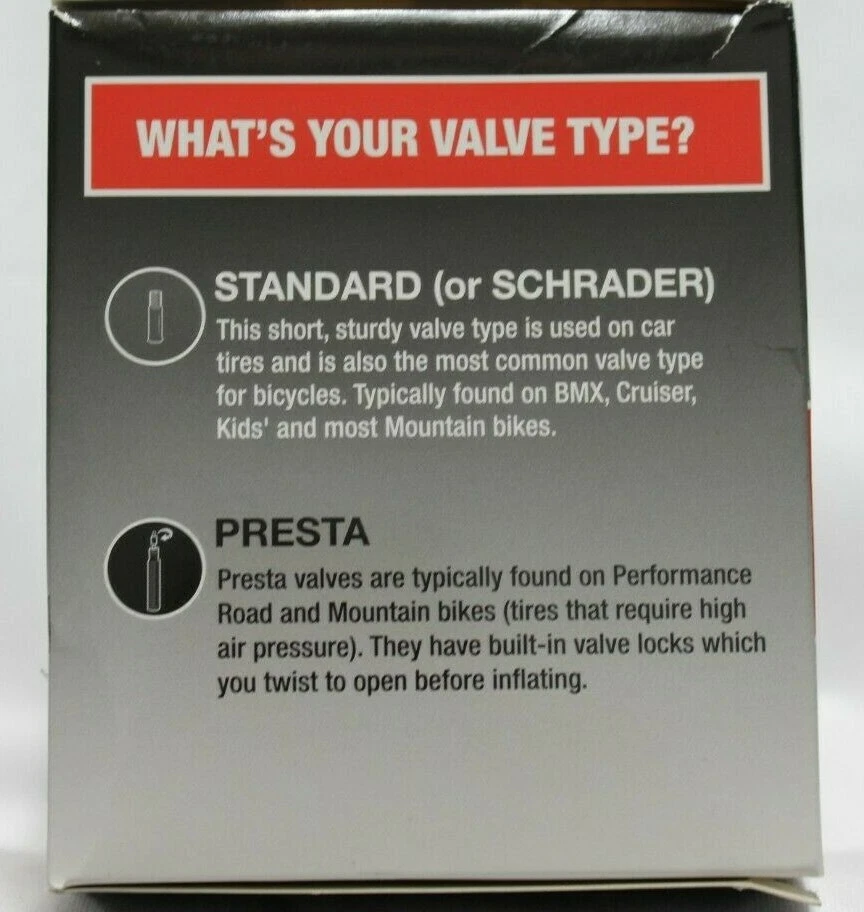 WHAT'S YOUR VALVE TYPE?
STANDARD (or SCHRADER)
This short, sturdy valve type is used on car
tires and is also the most common valve type
for bicycles. Typically found on BMX, Cruiser,
Kids' and most Mountain bikes.
PRESTA
Presta valves are typically found on Performance
Road and Mountain bikes (tires that require high
air pressure). They have built-in valve locks which
you twist to open before inflating.